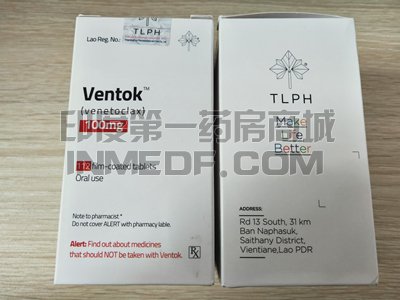 Lao Reg. No.:
TLPH
Ventok™
(venetoclax)
100mg
112 film-coated tablets
Oral use
Note to pharmacist *
Do not cover ALERT with pharmacy lable.
Alert: Find out about medicines
that should NOT be taken with Ventok.
Rx
TLPH
Make
Life
Better
ADDRESS:
Rd 13 South, 31 km
Ban Naphasuk,
Saithany District,
Vientiane,Lao PDR
印度第一药房商城
INMEDP.COM